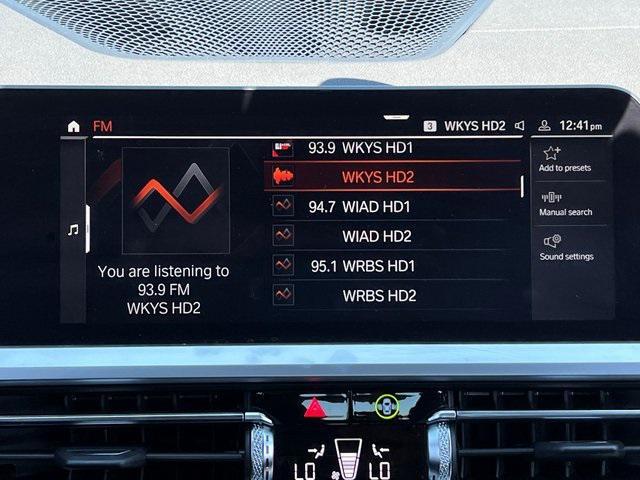 FM
3 WKYS HD2
12:41 pm
93.9 WKYS HD1
WKYS HD2
94.7 WIAD HD1
WIAD HD2
95.1 WRBS HD1
WRBS HD2
You are listening to
93.9 FM
WKYS HD2
Add to presets
Manual search
Sound settings
LO LO